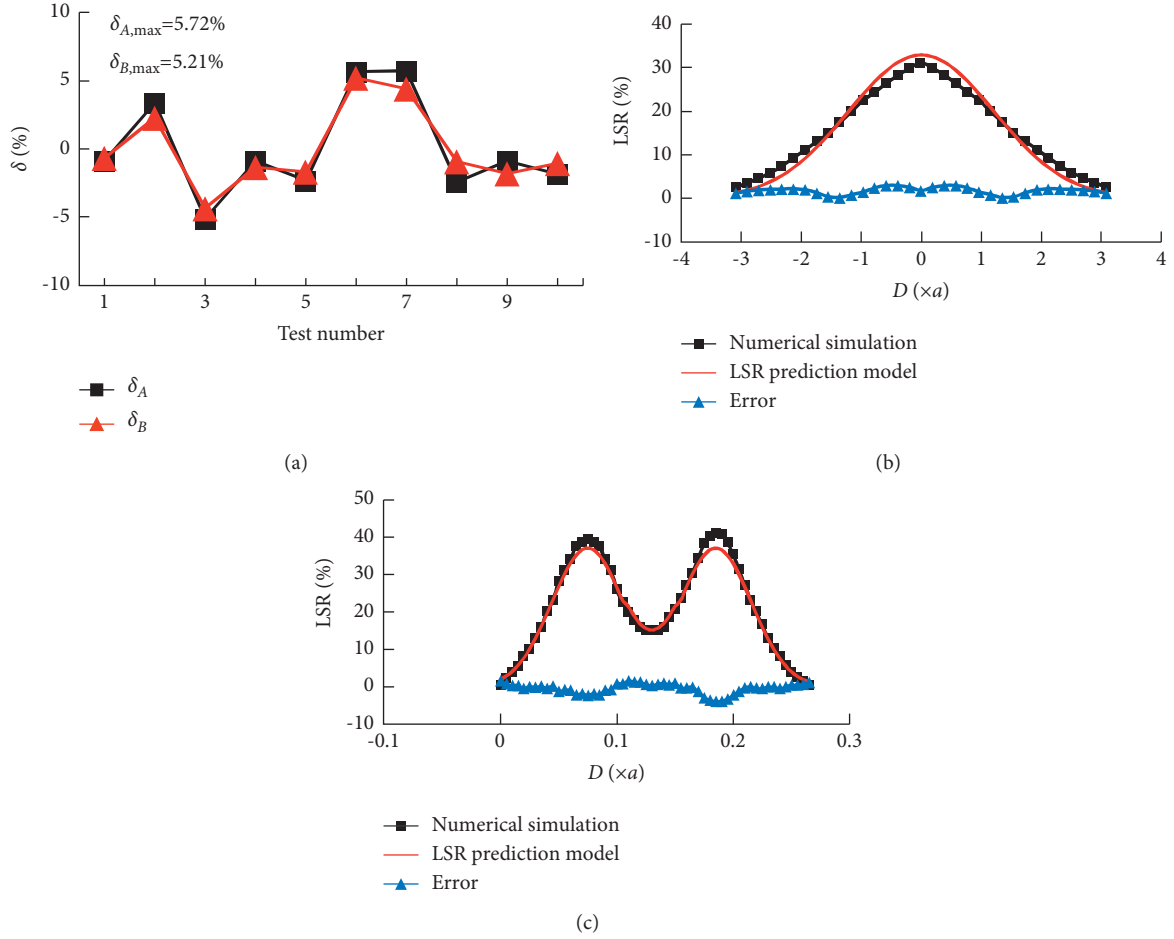 10
5
0
-5
-10
δ (%)
δA,max=5.72%
δB,max=5.21%
1 3 5 7 9
Test number
δA
δB
(a)
40
30
20
10
0
-10
LSR (%)
-4 -3 -2 -1 0 1 2 3 4
D (×a)
Numerical simulation
LSR prediction model
Error
(b)
50
40
30
20
10
0
-10
LSR (%)
-0.1 0 0.1 0.2 0.3
D (×a)
Numerical simulation
LSR prediction model
Error
(c)